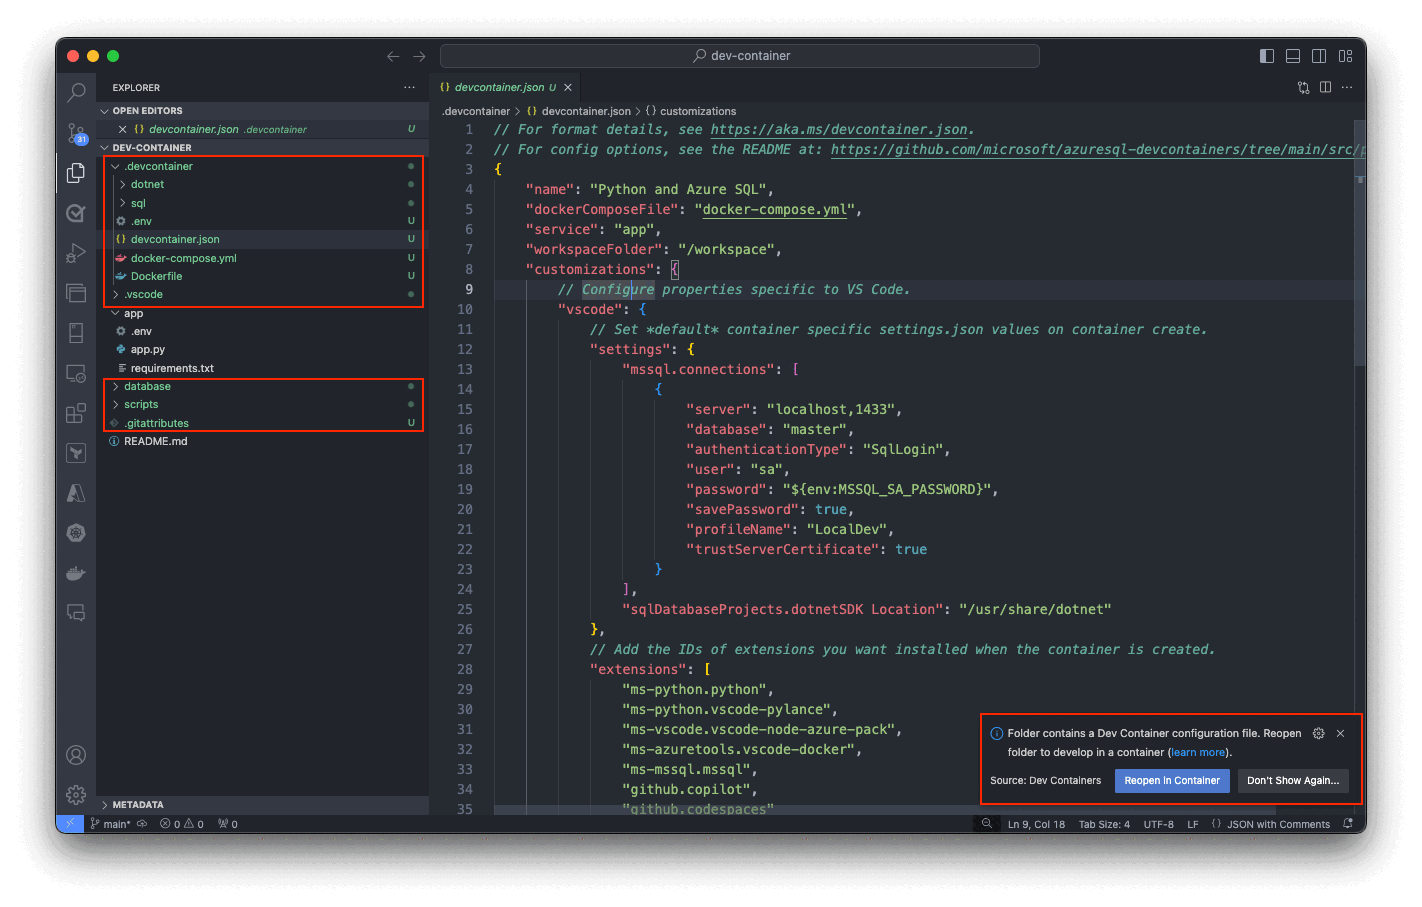 dev-container
EXPLORER
OPEN EDITORS
devcontainer.json .devcontainer U
DEV-CONTAINER
.devcontainer
dotnet
sql
.env U
devcontainer.json U
docker-compose.yml U
Dockerfile U
.vscode
app
.env
app.py
requirements.txt
database
scripts
.gitattributes U
README.md
METADATA
31
devcontainer.json U
.devcontainer > {} devcontainer.json > {} customizations
1 // For format details, see https://aka.ms/devcontainer.json.
2 // For config options, see the README at: https://github.com/microsoft/azuresql-devcontainers/tree/main/src/
3 {
4 "name": "Python and Azure SQL",
5 "dockerComposeFile": "docker-compose.yml",
6 "service": "app",
7 "workspaceFolder": "/workspace",
8 "customizations": {
9 // Configure properties specific to VS Code.
10 "vscode": {
11 // Set *default* container specific settings.json values on container create.
12 "settings": {
13 "mssql.connections": [
14 {
15 "server": "localhost,1433",
16 "database": "master",
17 "authenticationType": "SqlLogin",
18 "user": "sa",
19 "password": "${env:MSSQL_SA_PASSWORD}",
20 "savePassword": true,
21 "profileName": "LocalDev",
22 "trustServerCertificate": true
23 }
24 ],
25 "sqlDatabaseProjects.dotnetSDK Location": "/usr/share/dotnet"
26 },
27 // Add the IDs of extensions you want installed when the container is created.
28 "extensions": [
29 "ms-python.python",
30 "ms-python.vscode-pylance",
31 "ms-vscode.vscode-node-azure-pack",
32 "ms-azuretools.vscode-docker",
33 "ms-mssql.mssql",
34 "github.copilot",
35 "github.codespaces"
Folder contains a Dev Container configuration file. Reopen
folder to develop in a container (learn more).
Source: Dev Containers Reopen in Container Don't Show Again...
main* 0 0 0 Ln 9, Col 18 Tab Size: 4 UTF-8 LF {} JSON with Comments